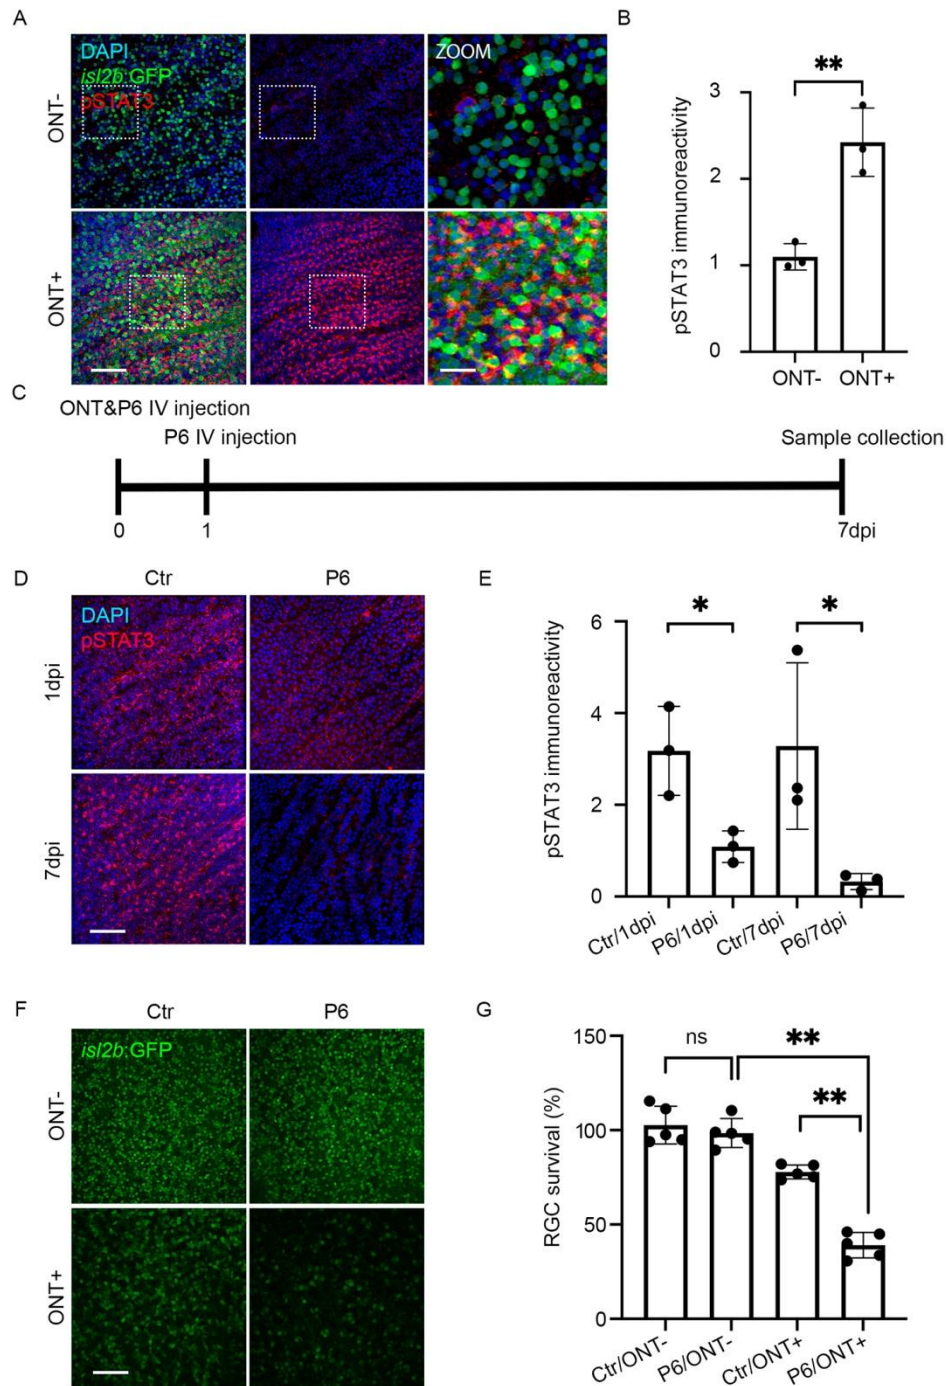 A
DAPI
isl2b:GFP
pSTAT3
ZOOM
ONT-
ONT+
B
**
pSTAT3 immunoreactivity
3
2
1
0
ONT- ONT+
C
ONT&P6 IV injection
P6 IV injection
Sample collection
0 1 7dpi
D
Ctr P6
DAPI
pSTAT3
1dpi
7dpi
E
* *
pSTAT3 immunoreactivity
6
4
2
0
Ctr/1dpi P6/1dpi Ctr/7dpi P6/7dpi
F
Ctr P6
isl2b:GFP
ONT-
ONT+
G
ns **
**
RGC survival (%)
150
100
50
0
Ctr/ONT- P6/ONT- Ctr/ONT+ P6/ONT+